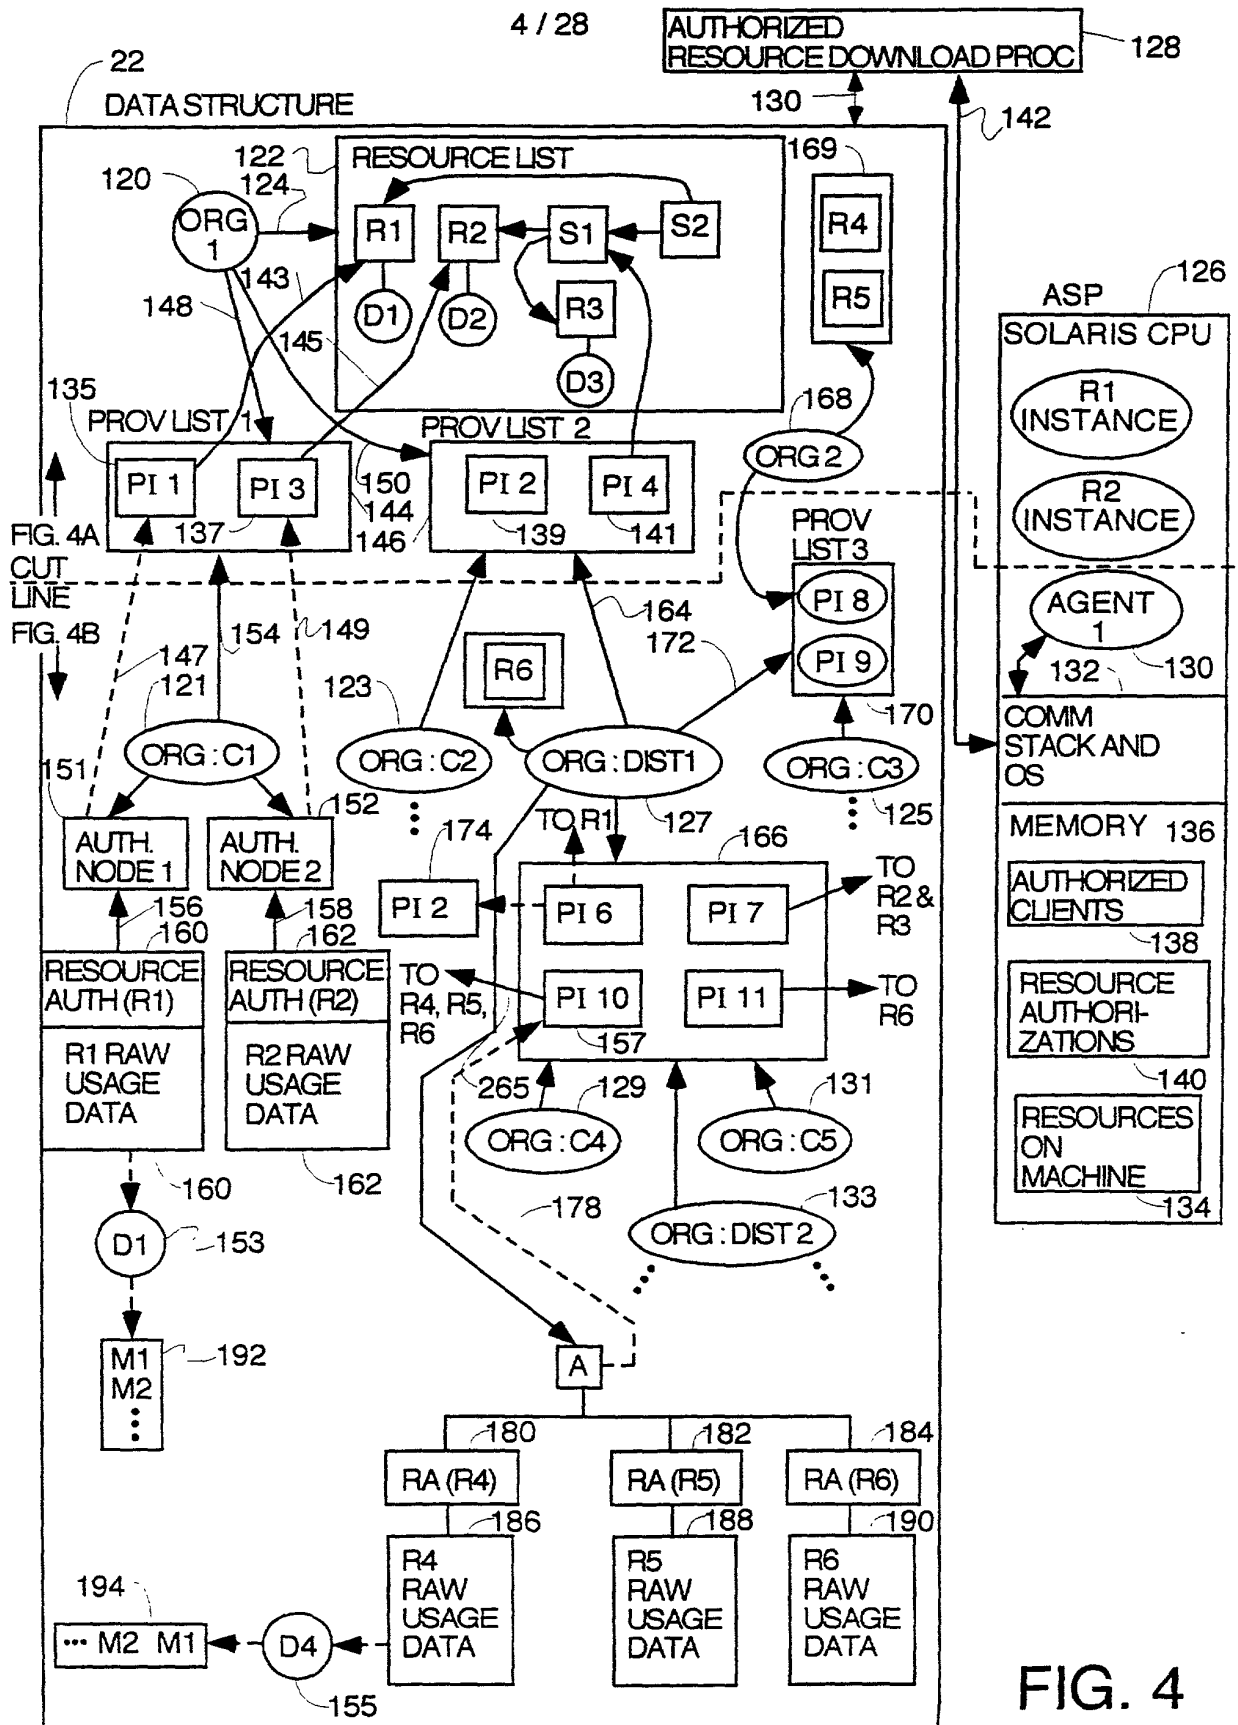 4 / 28
AUTHORIZED
RESOURCE DOWNLOAD PROC
128
22
DATA STRUCTURE
130
142
122
RESOURCE LIST
169
120
124
ORG
1
R1
R2
S1
S2
R4
143
148
D1
D2
R3
R5
126
ASP
145
D3
SOLARIS CPU
135
PROV LIST 1
PROV LIST 2
168
R1
INSTANCE
PI 1
PI 3
PI 2
PI 4
ORG 2
150
144
R2
INSTANCE
137
146
139
141
PROV
LIST 3
FIG. 4A
CUT
LINE
FIG. 4B
164
PI 8
AGENT
1
154
149
172
147
R6
PI 9
132
130
121
123
170
COMM
STACK AND
OS
ORG : C1
ORG : C2
ORG : DIST1
ORG : C3
151
152
174
TO R1
127
125
MEMORY
136
AUTH.
NODE 1
AUTH.
NODE 2
166
TO
R2 &
R3
AUTHORIZED
CLIENTS
PI 2
PI 6
PI 7
156
158
138
160
162
RESOURCE
AUTH (R1)
RESOURCE
AUTH (R2)
TO
R4, R5,
R6
PI 10
PI 11
TO
R6
RESOURCE
AUTHORI-
ZATIONS
157
R1 RAW
USAGE
DATA
R2 RAW
USAGE
DATA
265
129
131
140
ORG : C4
ORG : C5
RESOURCES
ON
MACHINE
160
162
178
133
134
D1
153
ORG : DIST 2
M1
M2
192
A
180
182
184
RA (R4)
RA (R5)
RA (R6)
186
188
190
R4
RAW
USAGE
DATA
R5
RAW
USAGE
DATA
R6
RAW
USAGE
DATA
194
••• M2 M1
D4
155
FIG. 4